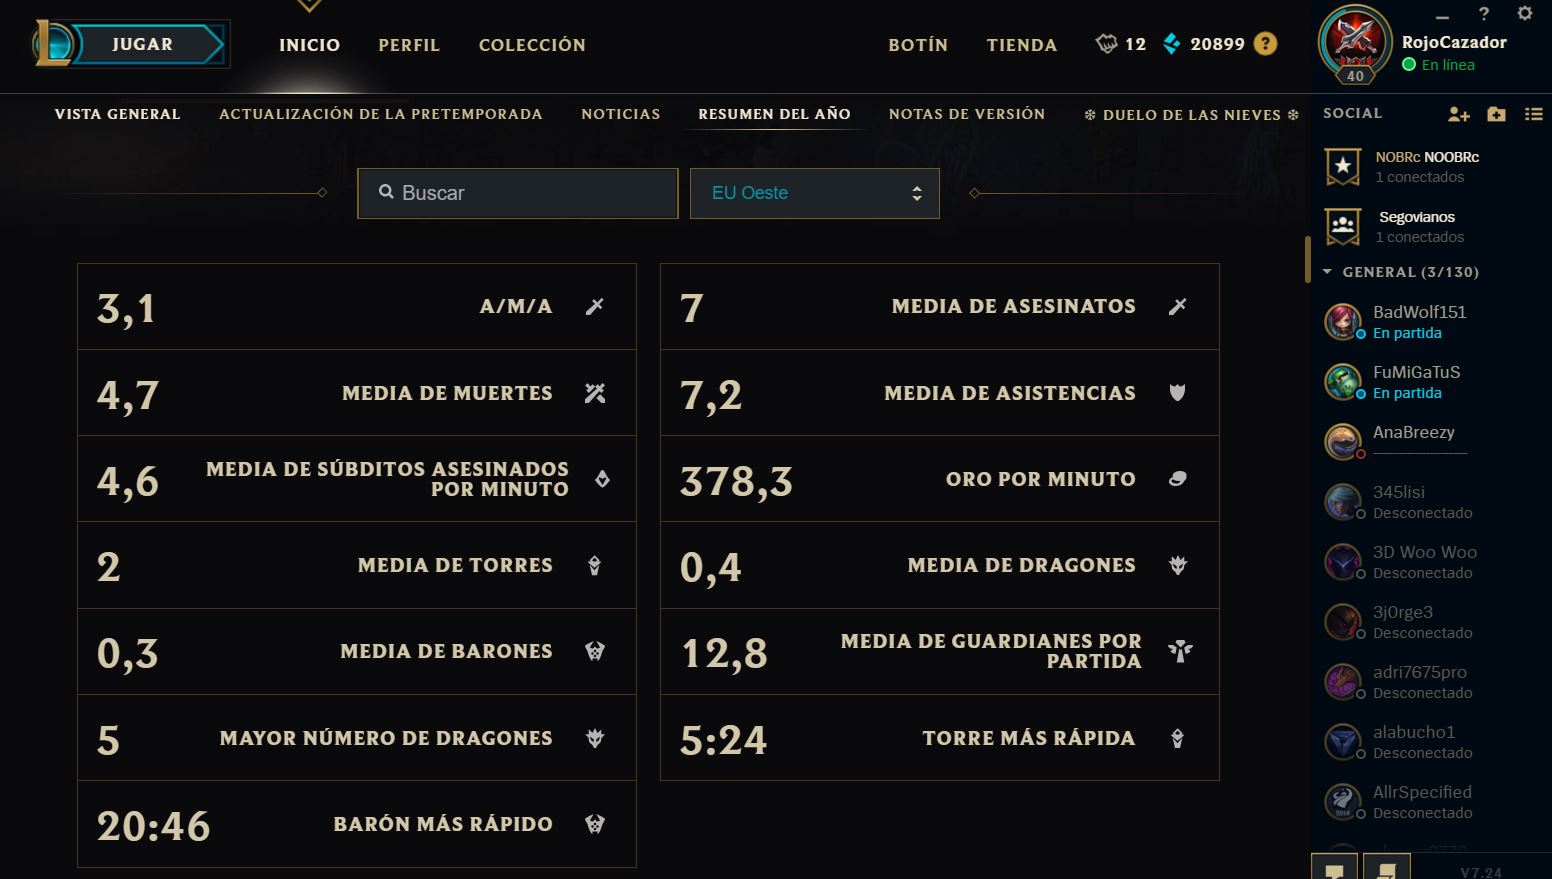 JUGAR
INICIO
PERFIL
COLECCIÓN
BOTÍN
TIENDA
12
20899
?
?
40
RojoCazador
En línea
VISTA GENERAL
ACTUALIZACIÓN DE LA PRETEMPORADA
NOTICIAS
RESUMEN DEL AÑO
NOTAS DE VERSIÓN
❄ DUELO DE LAS NIEVES ❄
Buscar
EU Oeste
3,1
A/M/A
7
MEDIA DE ASESINATOS
4,7
MEDIA DE MUERTES
7,2
MEDIA DE ASISTENCIAS
4,6
MEDIA DE SÚBDITOS ASESINADOS
POR MINUTO
378,3
ORO POR MINUTO
2
MEDIA DE TORRES
0,4
MEDIA DE DRAGONES
0,3
MEDIA DE BARONES
12,8
MEDIA DE GUARDIANES POR
PARTIDA
5
MAYOR NÚMERO DE DRAGONES
5:24
TORRE MÁS RÁPIDA
20:46
BARÓN MÁS RÁPIDO
SOCIAL
NOBRc NOOBRc
1 conectados
Segovianos
1 conectados
GENERAL (3/130)
BadWolf151
En partida
FuMiGaTuS
En partida
AnaBreezy
345lisi
Desconectado
3D Woo Woo
Desconectado
3j0rge3
Desconectado
adri7675pro
Desconectado
alabucho1
Desconectado
AllrSpecified
Desconectado
V7.24